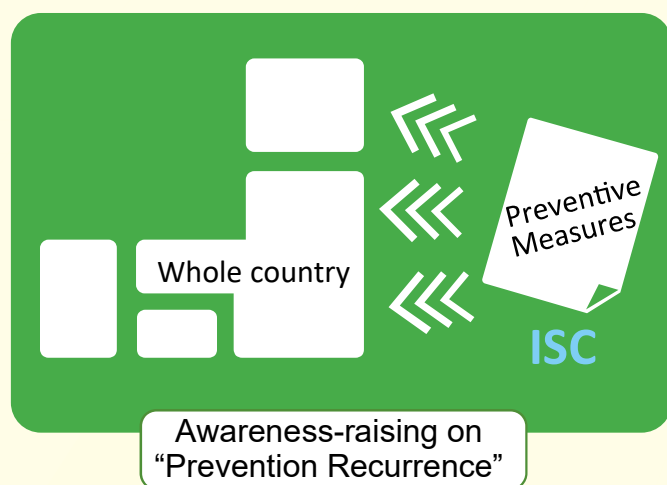 Whole country
Preventive
Measures
ISC
Awareness-raising on
“Prevention Recurrence”